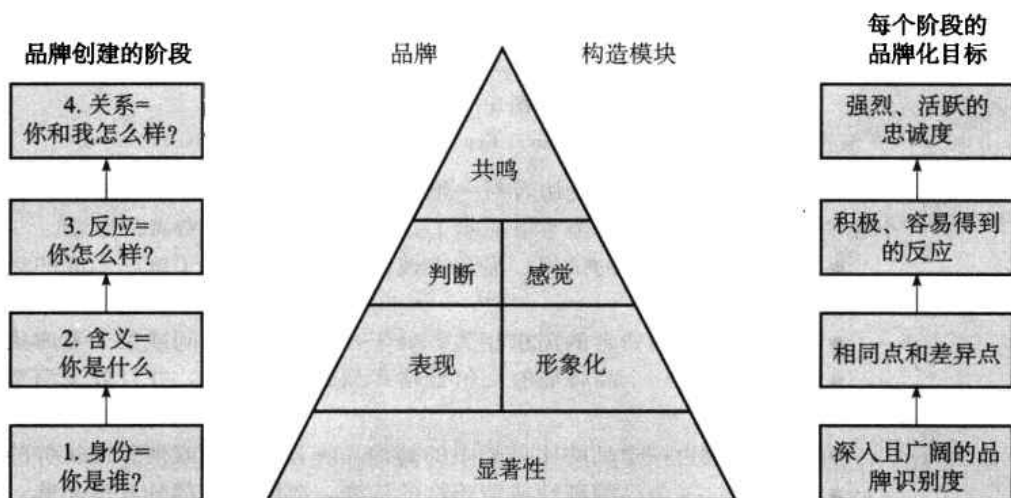 品牌创建的阶段
4. 关系=
你和我怎么样?
3. 反应=
你怎么样?
2. 含义=
你是什么
1. 身份=
你是谁?
品牌
构造模块
共鸣
判断
感觉
表现
形象化
显著性
每个阶段的
品牌化目标
强烈、活跃的
忠诚度
积极、容易得到
的反应
相同点和差异点
深入且广阔的品
牌识别度